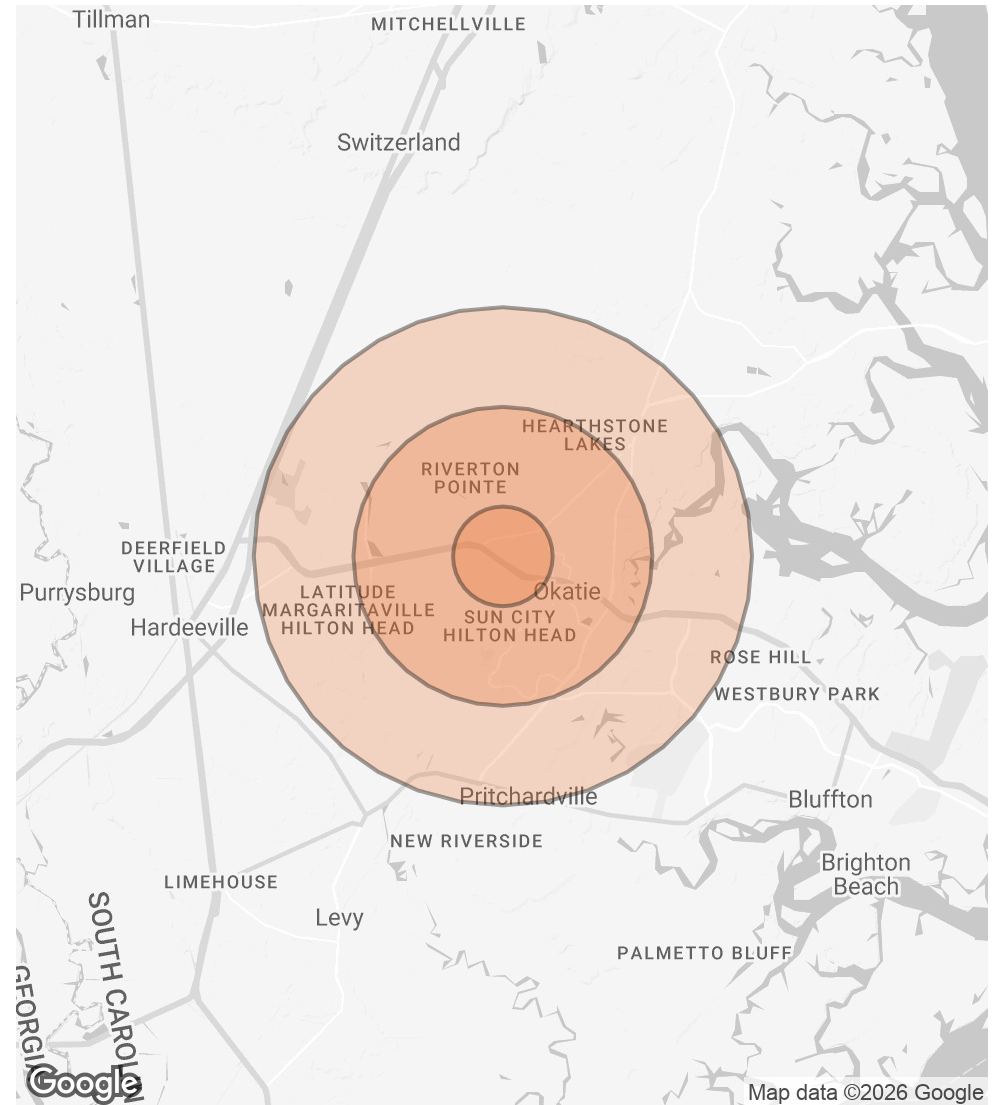 Tillman
MITCHELLVILLE
Switzerland
HEARTHSTONE
LAKES
RIVERTON
POINTE
DEERFIELD
VILLAGE
Purrysburg
LATITUDE
MARGARITAVILLE
HILTON HEAD
Okatie
SUN CITY
HILTON HEAD
Hardeeville
ROSE HILL
WESTBURY PARK
Pritchardville
Bluffton
NEW RIVERSIDE
Brighton
Beach
LIMEHOUSE
Levy
SOUTH CAROLIN
PALMETTO BLUFF
GEORGIA
Google
Map data ©2026 Google